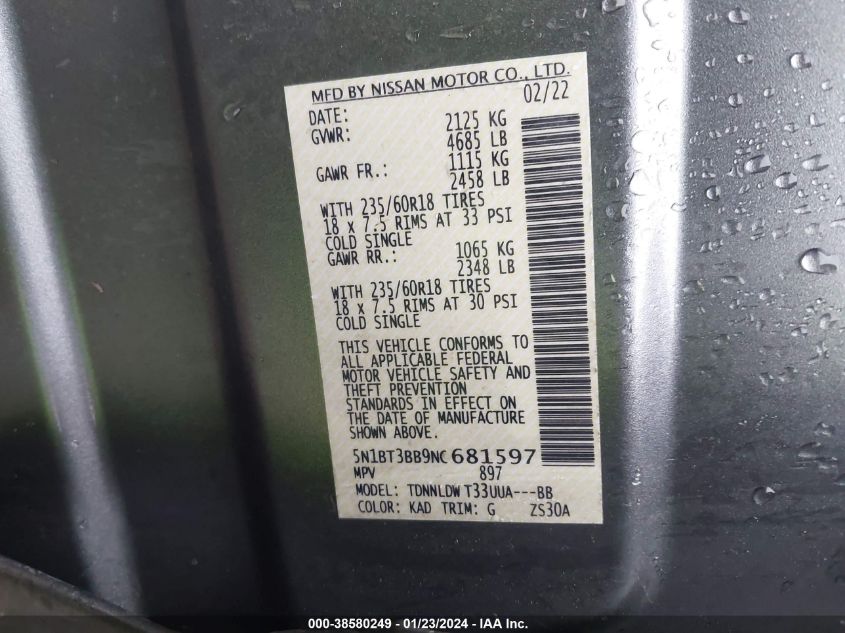 MFD BY NISSAN MOTOR CO., LTD.
DATE: 02/22
GVWR: 2125 KG
4685 LB
GAWR FR.: 1115 KG
2458 LB
WITH 235/60R18 TIRES
18 x 7.5 RIMS AT 33 PSI
COLD SINGLE
GAWR RR.: 1065 KG
2348 LB
WITH 235/60R18 TIRES
18 x 7.5 RIMS AT 30 PSI
COLD SINGLE
THIS VEHICLE CONFORMS TO
ALL APPLICABLE FEDERAL
MOTOR VEHICLE SAFETY AND
THEFT PREVENTION
STANDARDS IN EFFECT ON
THE DATE OF MANUFACTURE
SHOWN ABOVE.
5N1BT3BB9NC681597
MPV 897
MODEL: TDNNLDW T33UUA---BB
COLOR: KAD TRIM: G ZS30A
000-38580249 - 01/23/2024 - IAA Inc.